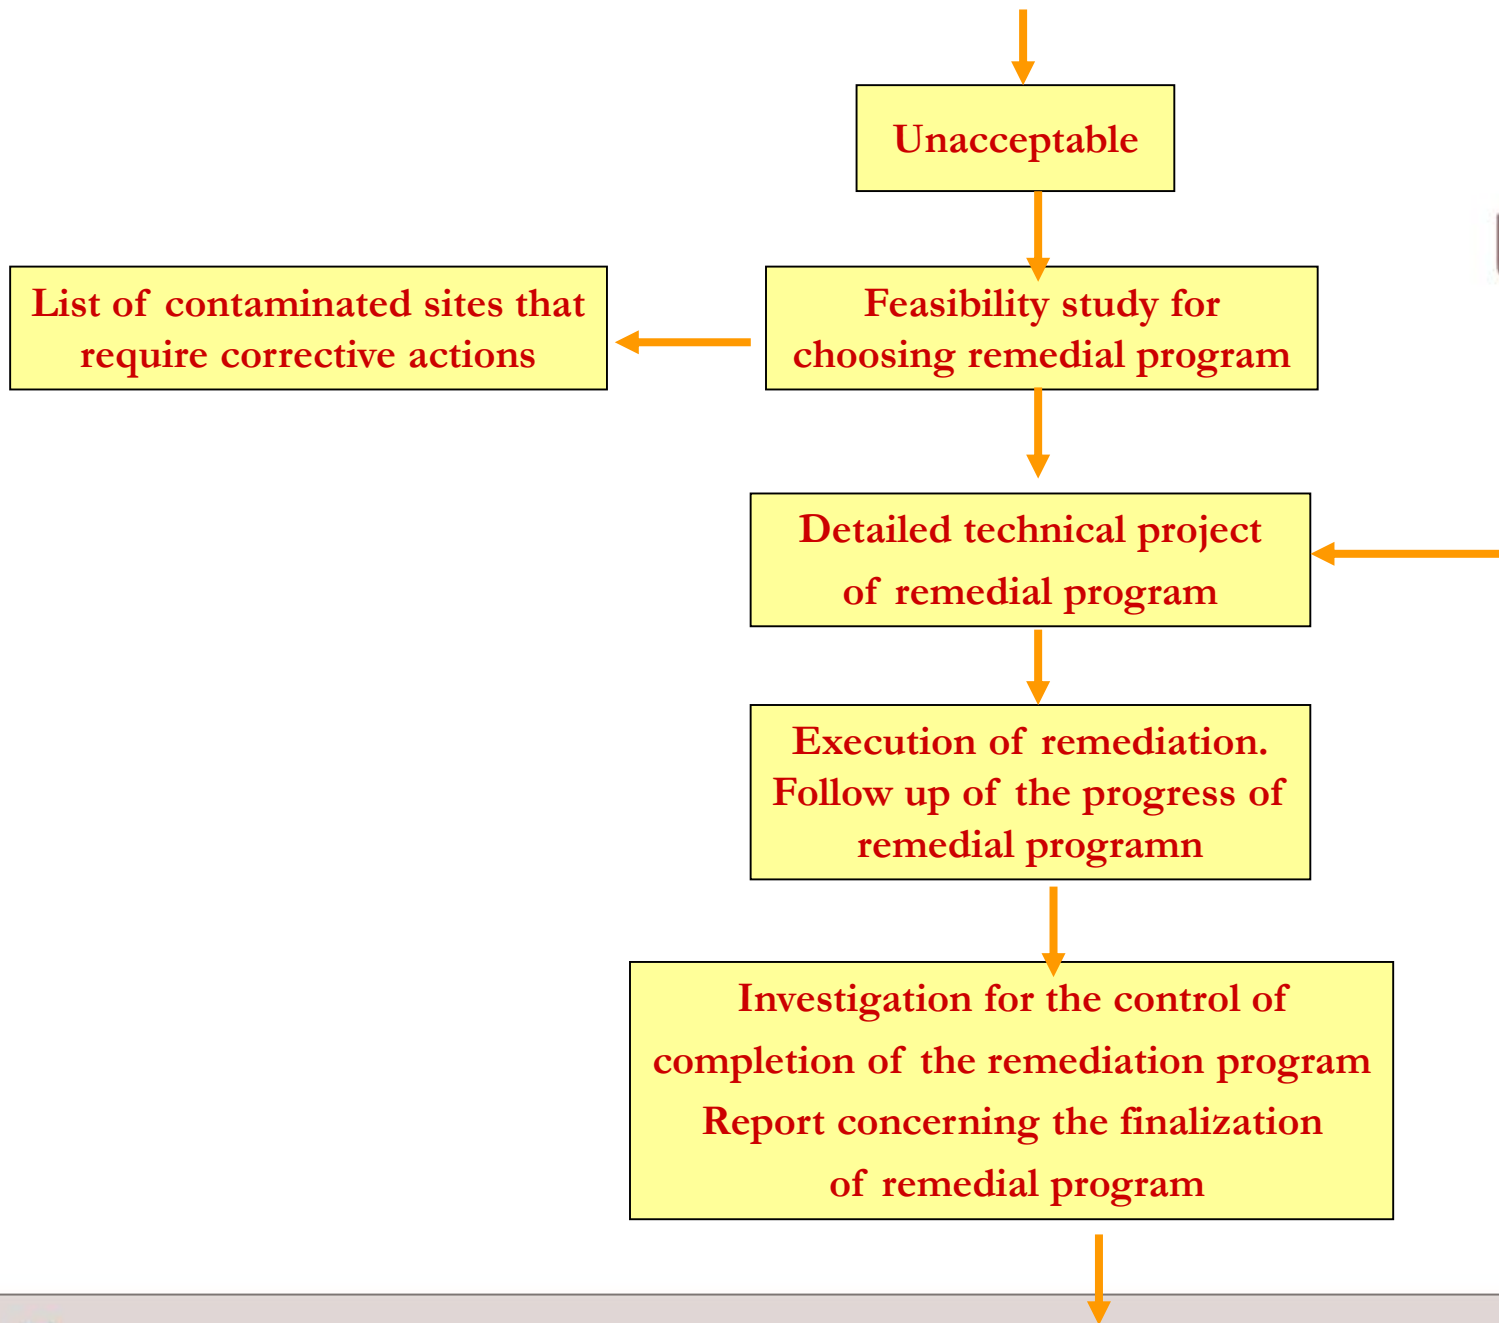 Unacceptable
List of contaminated sites that
require corrective actions
Feasibility study for
choosing remedial program
Detailed technical project
of remedial program
Execution of remediation.
Follow up of the progress of
remedial programn
Investigation for the control of
completion of the remediation program
Report concerning the finalization
of remedial program